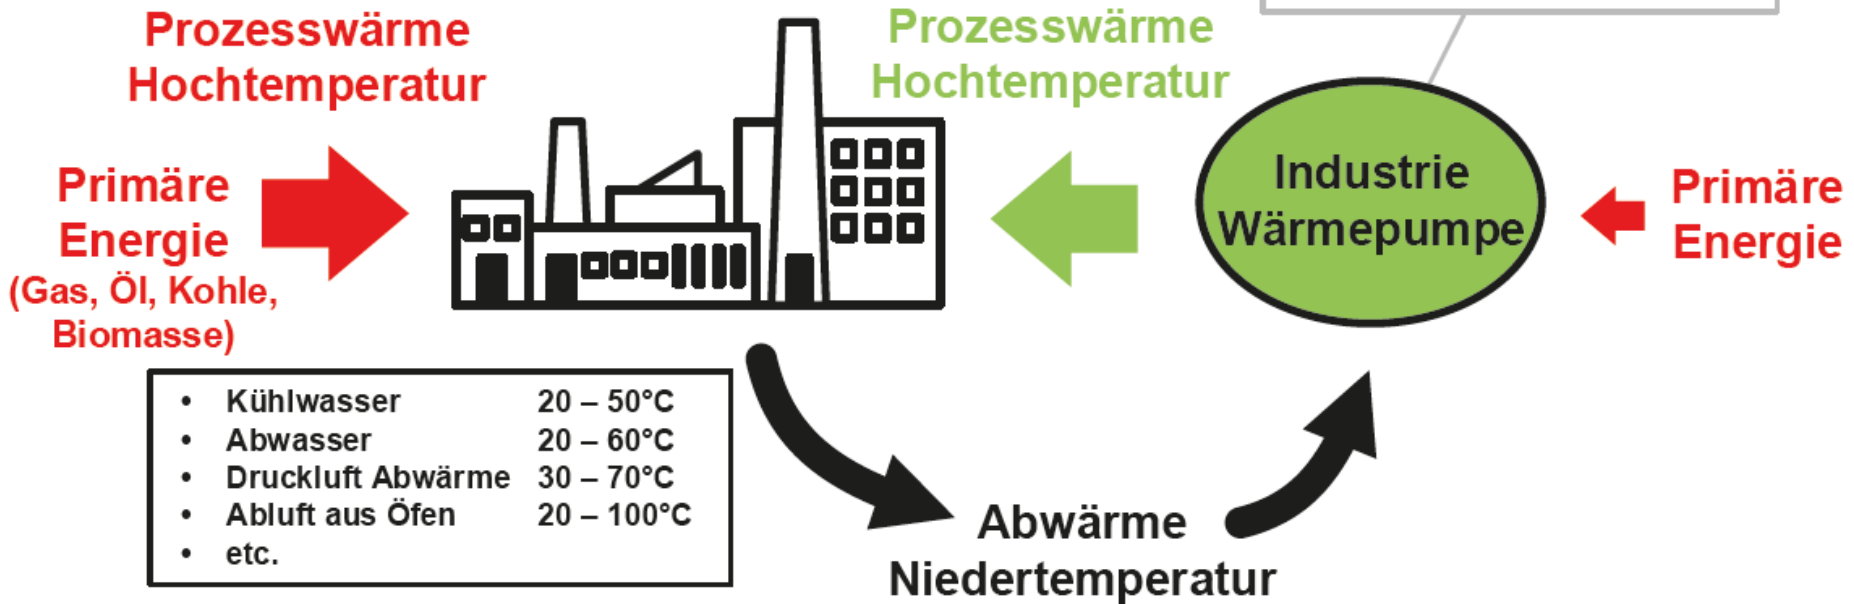 Prozesswärme
Hochtemperatur
Prozesswärme
Hochtemperatur
Primäre
Energie
(Gas, Öl, Kohle,
Biomasse)
Industrie
Wärmepumpe
Primäre
Energie
• Kühlwasser 20 – 50°C
• Abwasser 20 – 60°C
• Druckluft Abwärme 30 – 70°C
• Abluft aus Öfen 20 – 100°C
• etc.
Abwärme
Niedertemperatur